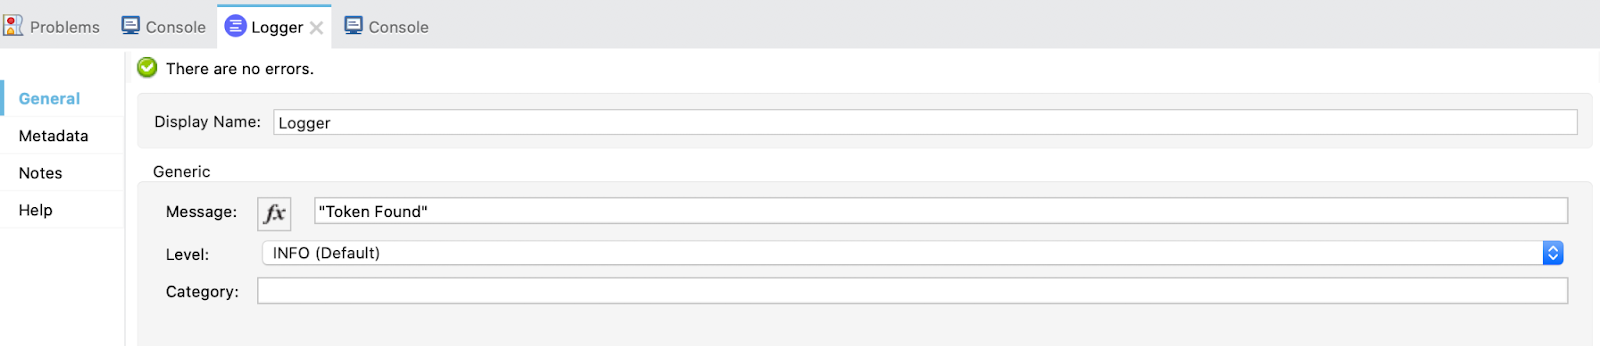 Problems Console Logger Console
There are no errors.
General
Metadata
Notes
Help
Display Name: Logger
Generic
Message: fx "Token Found"
Level: INFO (Default)
Category: